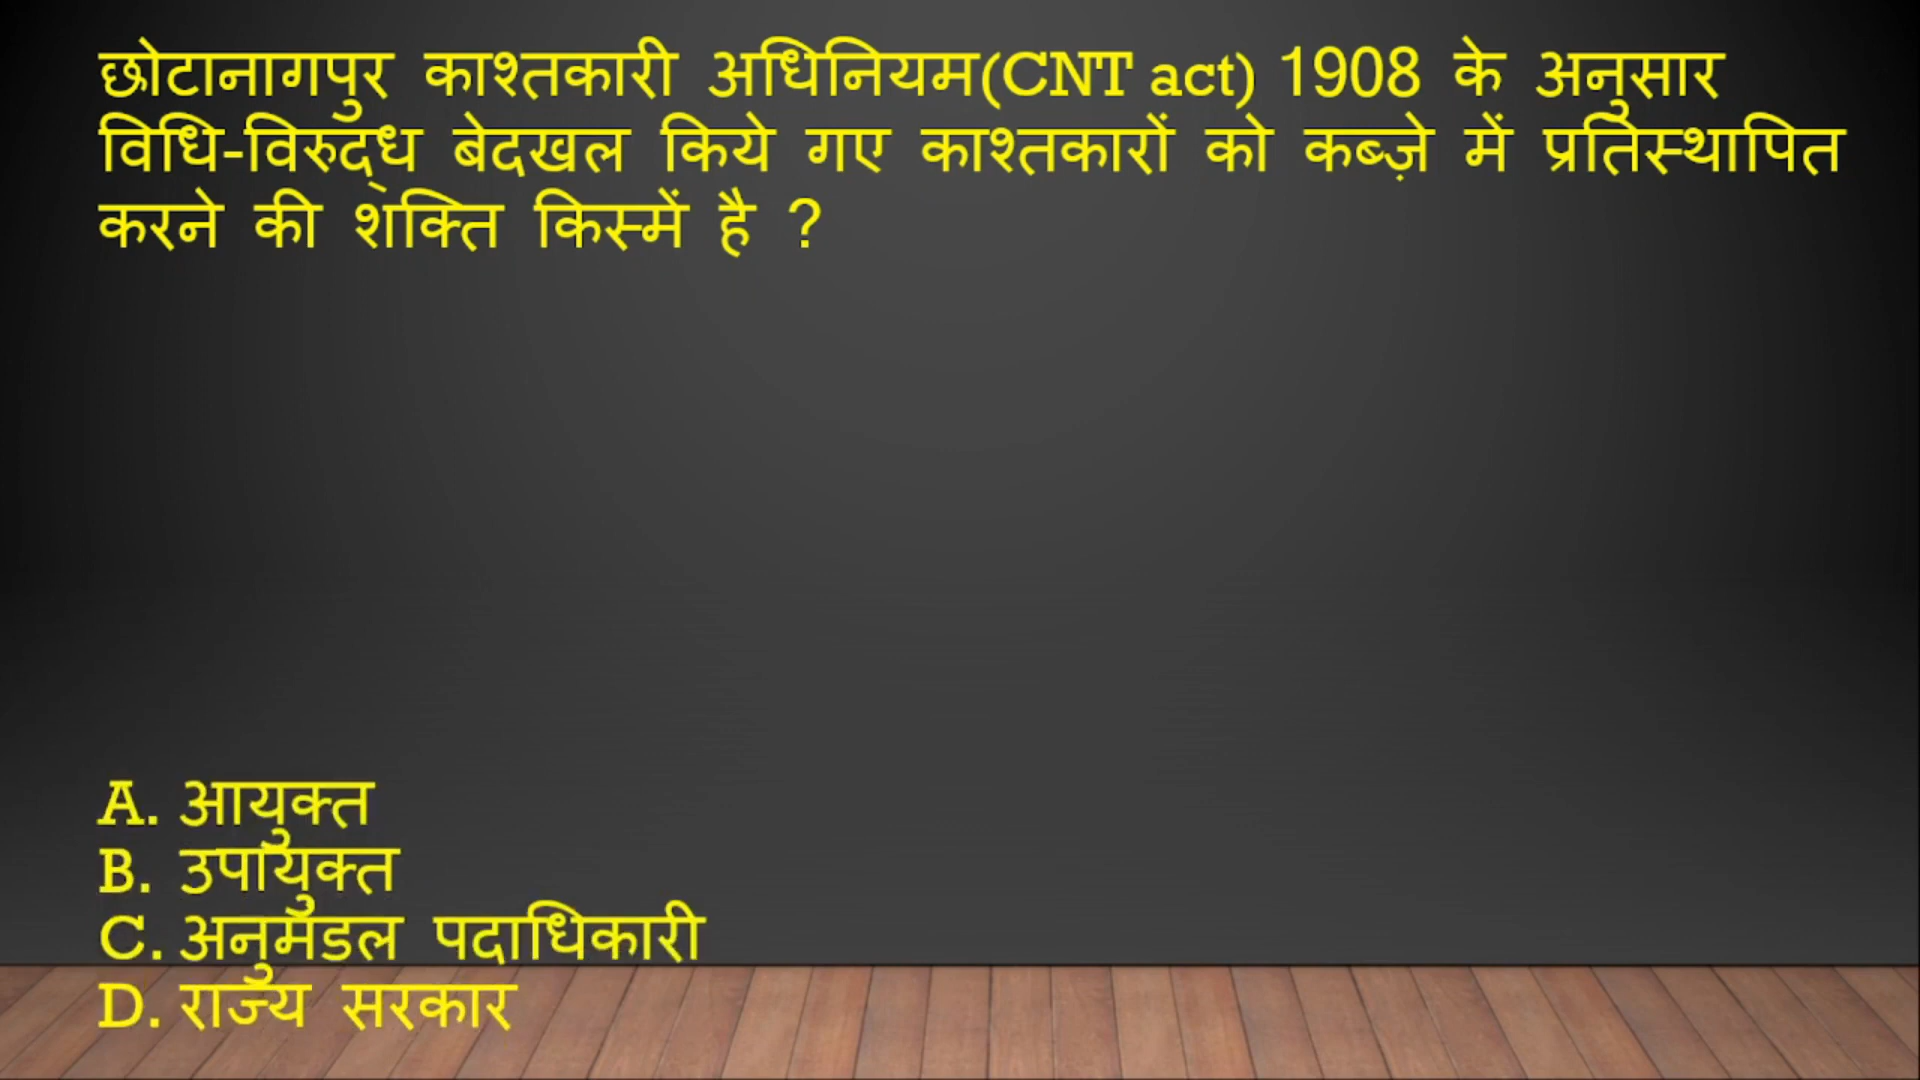 छोटानागपुर काश्तकारी अधिनियम(CNT act) 1908 के अनुसार
विधि-विरुद्ध बेदखल किये गए काश्तकारों को कब्ज़े में प्रतिस्थापित
करने की शक्ति किस्में है ?
A. आयुक्त
B. उपायुक्त
C. अनुमंडल पदाधिकारी
D. राज्य सरकार